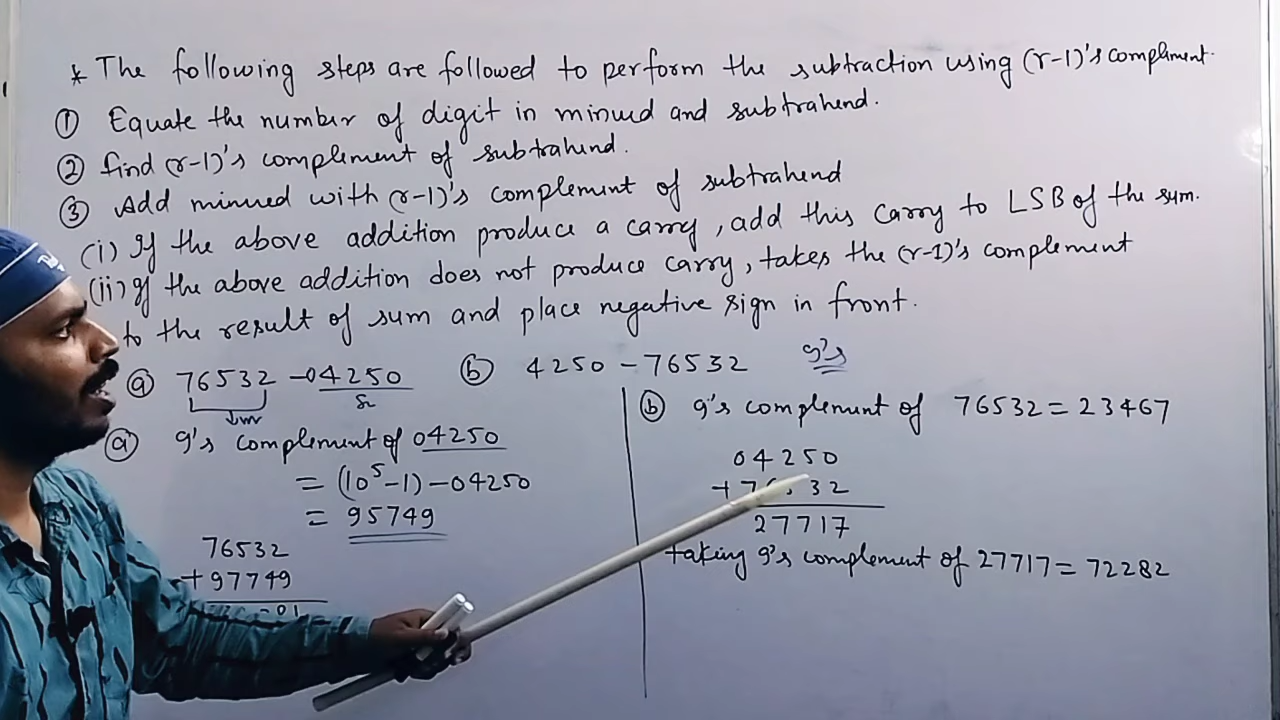 * The following steps are followed to perform the subtraction using (r-1)'s compliment.
① Equate the number of digit in minued and subtrahend.
② find (r-1)'s complement of subtrahend.
③ Add minued with (r-1)'s complement of subtrahend
(i) If the above addition produce a carry, add this carry to LSB of the sum.
(ii) If the above addition does not produce carry, takes the (r-1)'s complement
to the result of sum and place negative sign in front.
ⓐ 76532 - 04250 ⓑ 4250 - 76532 9's
ⓐ 9's complement of 04250
= (10⁵-1) - 04250
= 95749
76532
+97749
01
ⓑ 9's complement of 76532 = 23467
04250
+76532
27717
taking 9's complement of 27717 = 72282